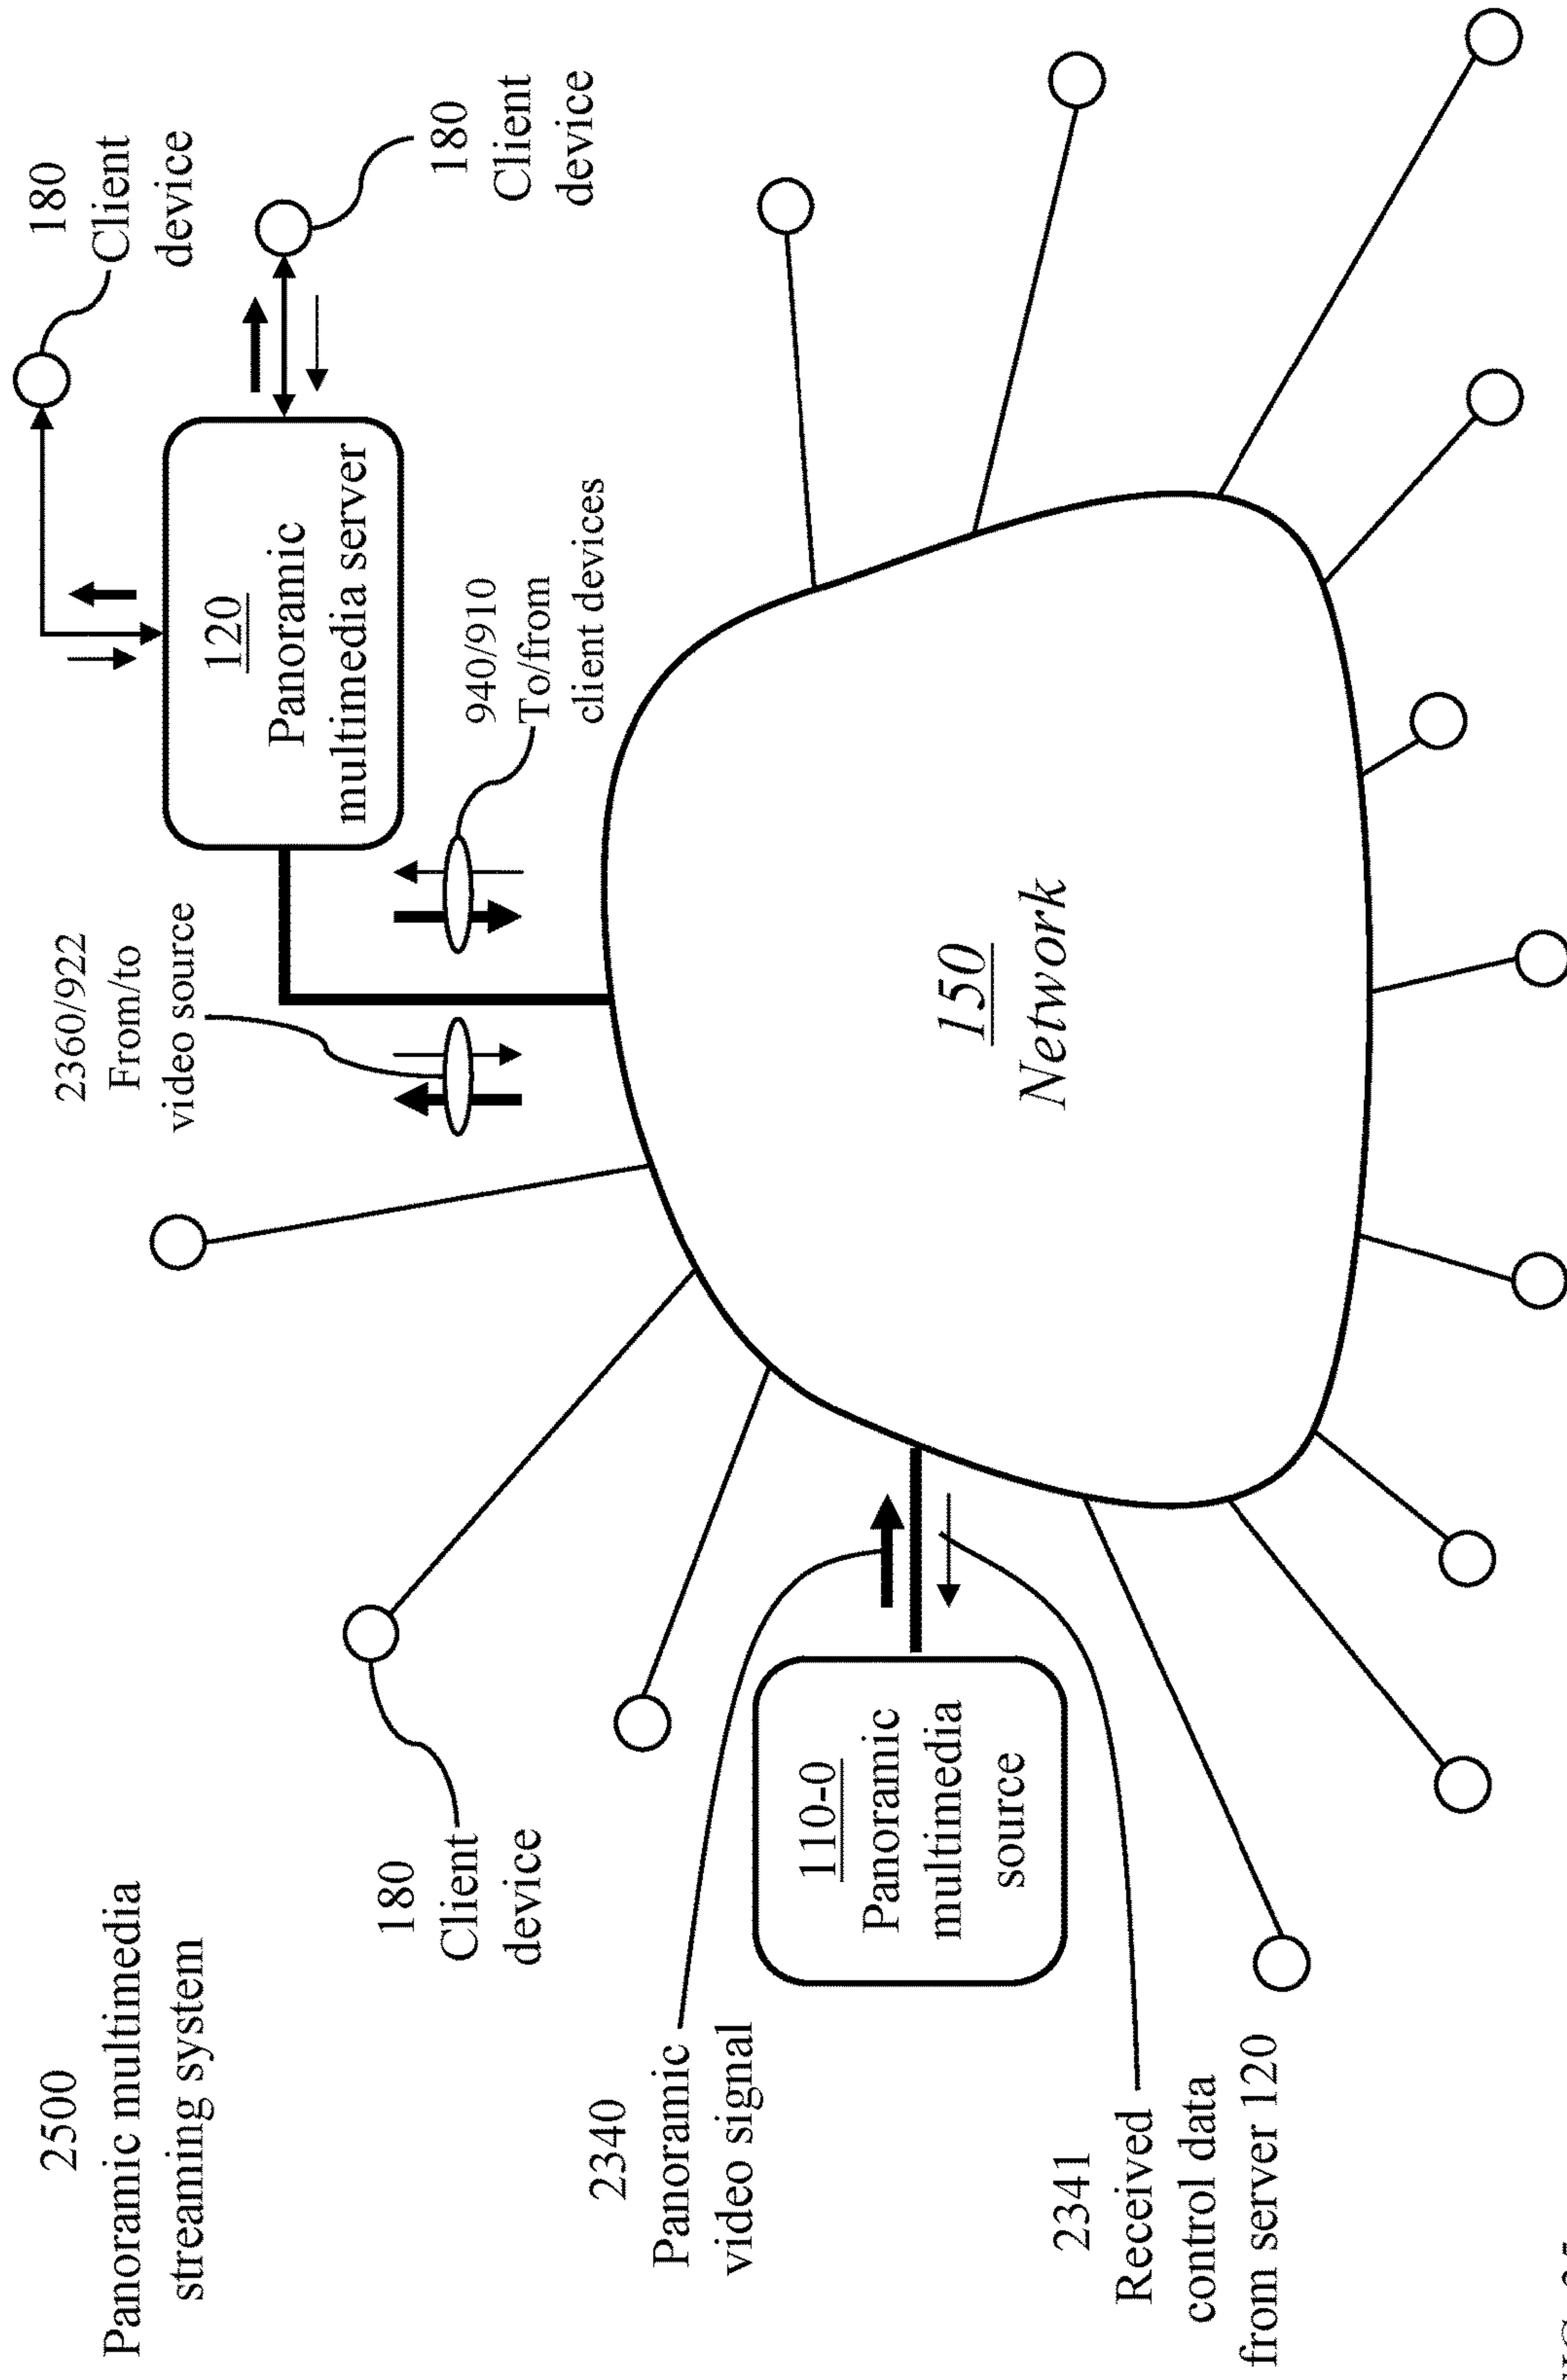 2500
Panoramic multimedia
streaming system
180
Client
device
2340
Panoramic
video signal
2341
Received
control data
from server 120
110-0
Panoramic
multimedia
source
2360/922
From/to
video source
940/910
To/from
client devices
120
Panoramic
multimedia server
180
Client
device
180
Client
device
150
Network